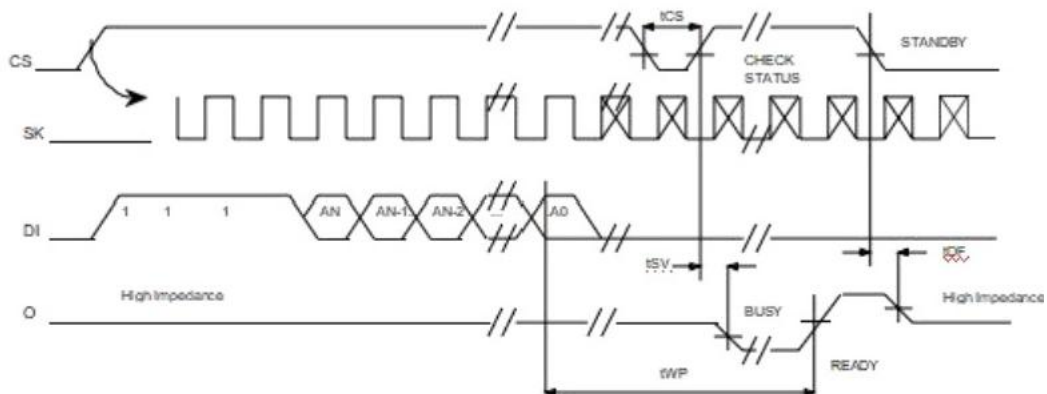 tCS
STANDBY
CS
CHECK
STATUS
SK
1 1 1 AN AN-1.. AN-2 ... A0
DI
tSV
tDF
High Impedance
BUSY
High Impedance
O
READY
tWP